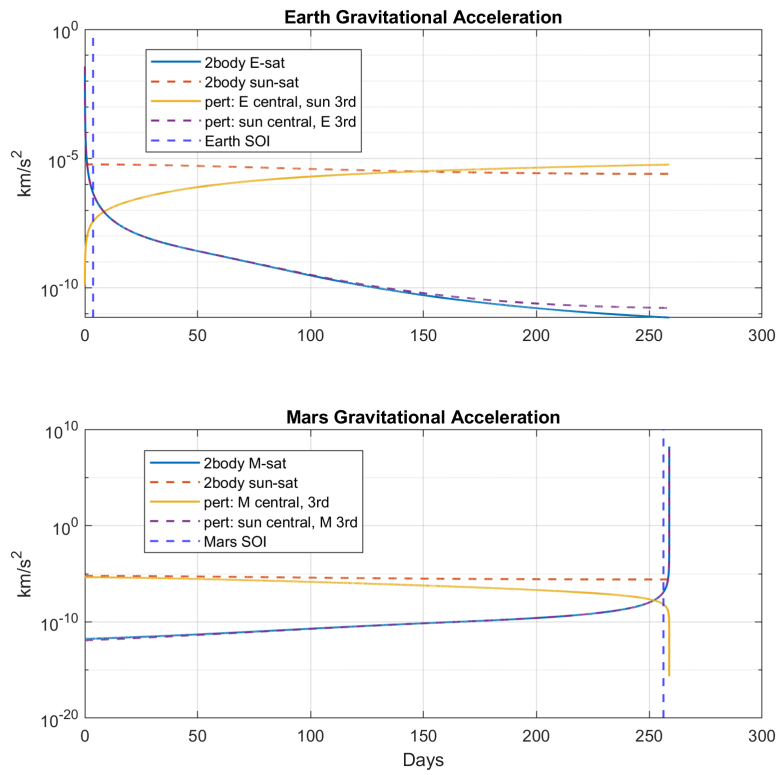 Earth Gravitational Acceleration
10^0
10^-5
10^-10
km/s^2
2body E-sat
2body sun-sat
pert: E central, sun 3rd
pert: sun central, E 3rd
Earth SOI
0 50 100 150 200 250 300
Mars Gravitational Acceleration
10^10
10^0
10^-10
10^-20
km/s^2
2body M-sat
2body sun-sat
pert: M central, 3rd
pert: sun central, M 3rd
Mars SOI
0 50 100 150 200 250 300
Days